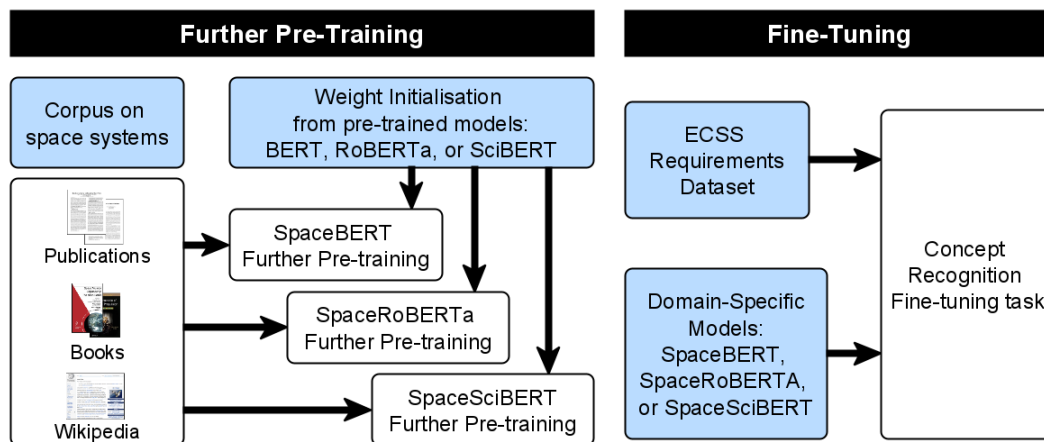 Further Pre-Training
Corpus on
space systems
Weight Initialisation
from pre-trained models:
BERT, RoBERTa, or SciBERT
Publications
Books
Wikipedia
SpaceBERT
Further Pre-training
SpaceRoBERTa
Further Pre-training
SpaceSciBERT
Further Pre-training
Fine-Tuning
ECSS
Requirements
Dataset
Domain-Specific
Models:
SpaceBERT,
SpaceRoBERTA,
or SpaceSciBERT
Concept
Recognition
Fine-tuning task